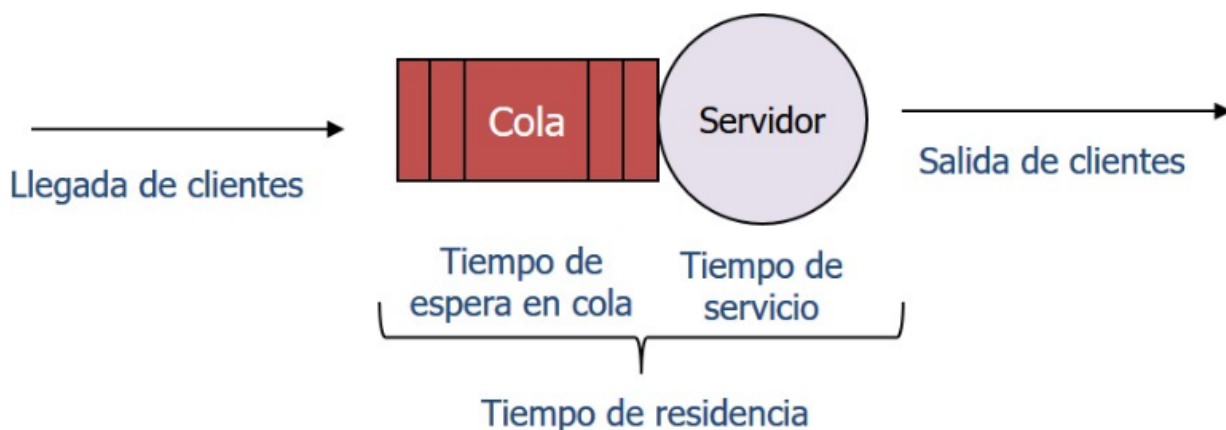 Cola
Servidor
Llegada de clientes
Salida de clientes
Tiempo de
espera en cola
Tiempo de
servicio
Tiempo de residencia